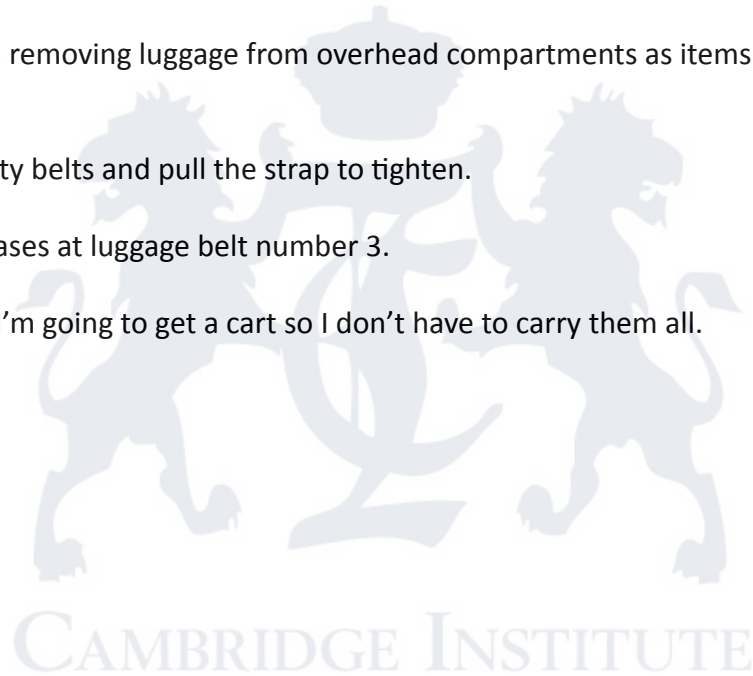 removing luggage from overhead compartments as items
ty belts and pull the strap to tighten.
ases at luggage belt number 3.
I'm going to get a cart so I don't have to carry them all.
CAMBRIDGE INSTITUTE